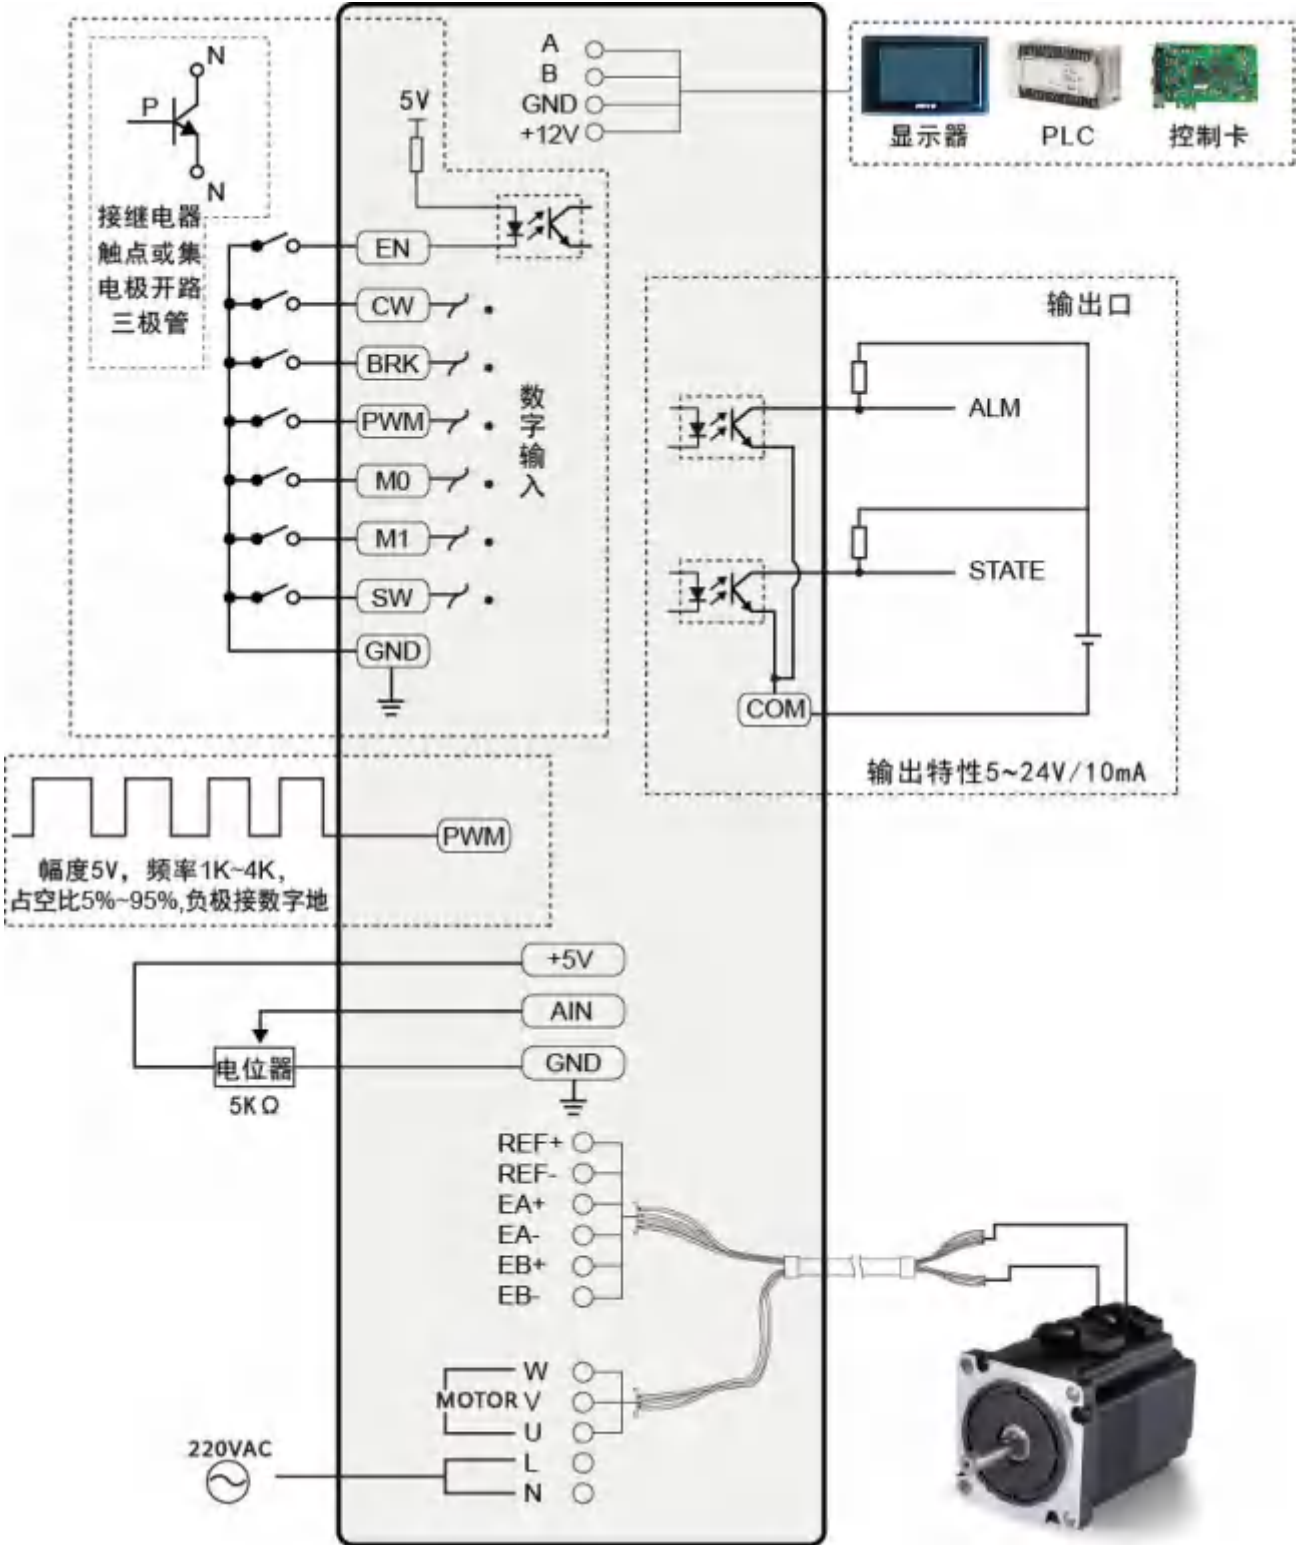 N
P
N
接继电器
触点或集
电极开路
三极管
5V
A
B
GND
+12V
显示器
PLC
控制卡
EN
CW
BRK
PWM
M0
M1
SW
GND
数字输入
输出口
ALM
STATE
COM
输出特性5~24V/10mA
PWM
幅度5V，频率1K~4K,
占空比5%~95%,负极接数字地
+5V
AIN
GND
电位器
5KΩ
REF+
REF-
EA+
EA-
EB+
EB-
W
MOTOR V
U
L
N
220VAC